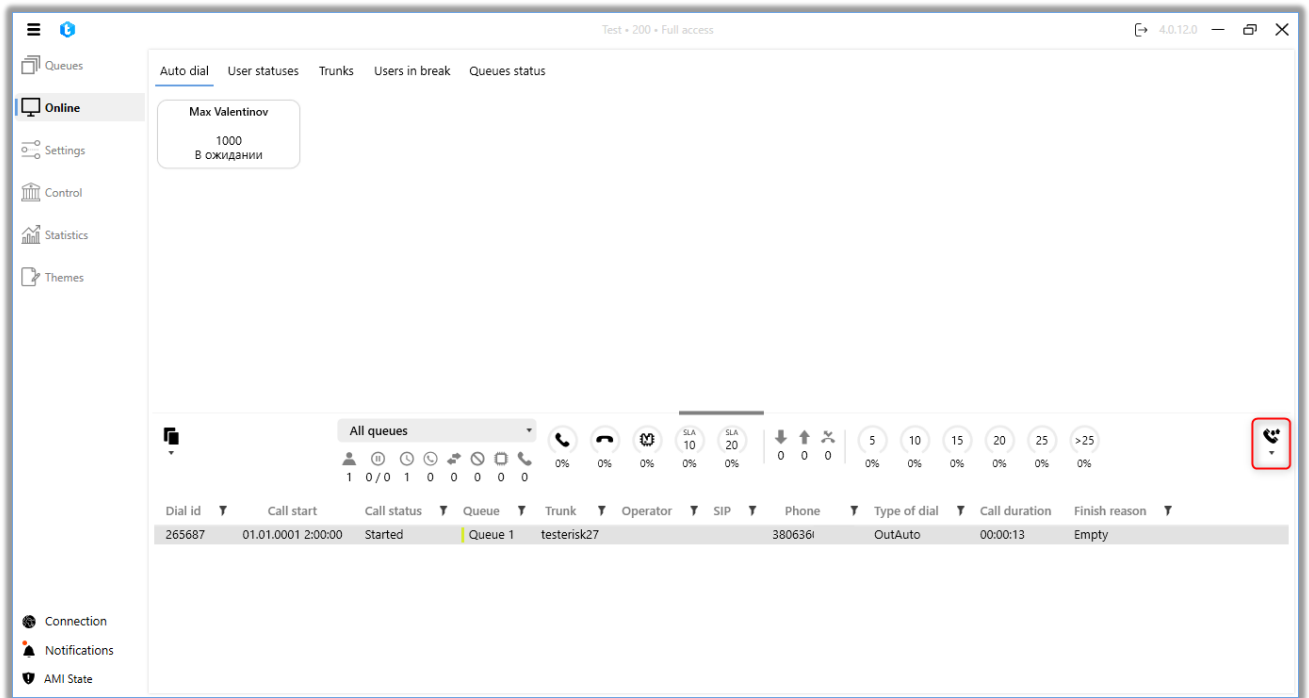 Test • 200 • Full access
4.0.12.0
Queues
Online
Settings
Control
Statistics
Themes
Connection
Notifications
AMI State
Auto dial User statuses Trunks Users in break Queues status
Max Valentinov
1000
В ожидании
All queues
1 0/0 1 0 0 0 0 0
0% 0% 0%
SLA 10
0%
SLA 20
0%
0 0 0
5 10 15 20 25 >25
0% 0% 0% 0% 0% 0%
Dial id Call start Call status Queue Trunk Operator SIP Phone Type of dial Call duration Finish reason
265687 01.01.0001 2:00:00 Started Queue 1 testerisk27 380636 OutAuto 00:00:13 Empty